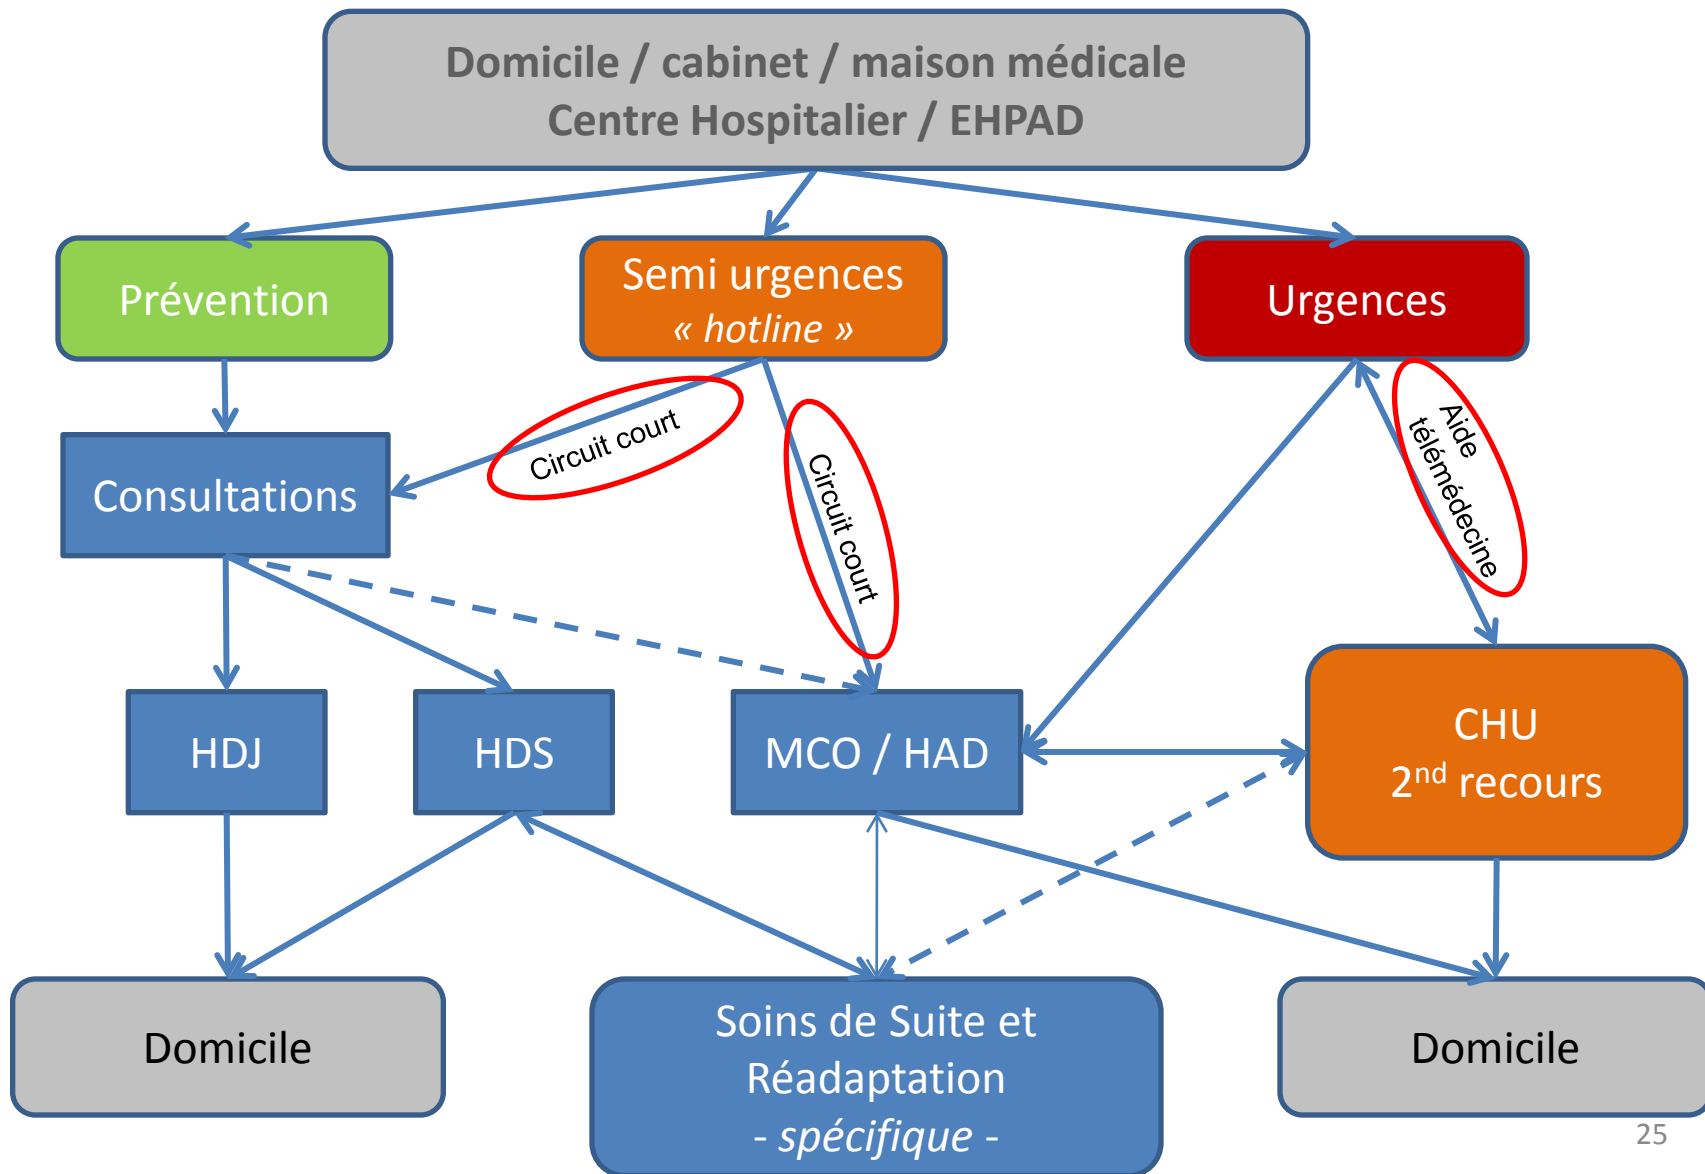 Domicile / cabinet / maison médicale
Centre Hospitalier / EHPAD
Prévention
Semi urgences
« hotline »
Urgences
Circuit court
Circuit court
Aide
télémédecine
Consultations
HDJ
HDS
MCO / HAD
CHU
2nd recours
Domicile
Soins de Suite et
Réadaptation
- spécifique -
Domicile
25